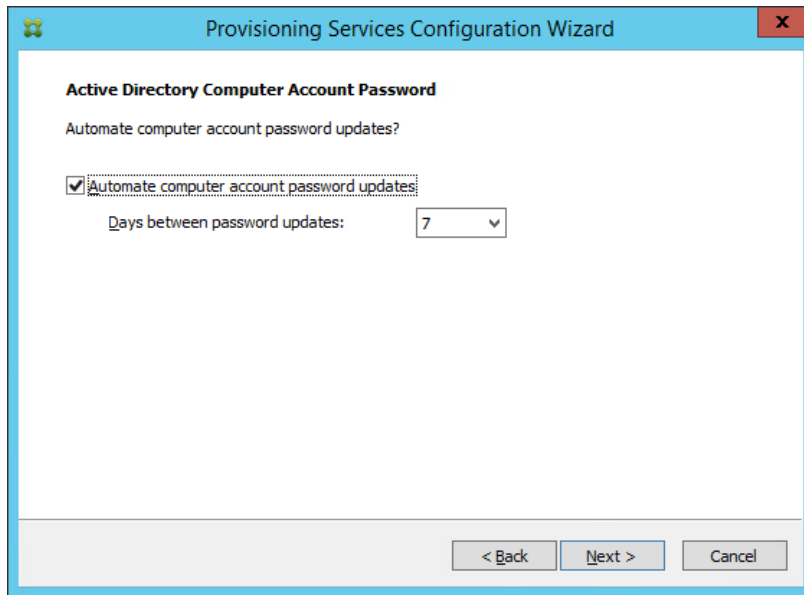 Provisioning Services Configuration Wizard
x
Active Directory Computer Account Password
Automate computer account password updates?
Automate computer account password updates
Days between password updates: 7
< Back Next > Cancel